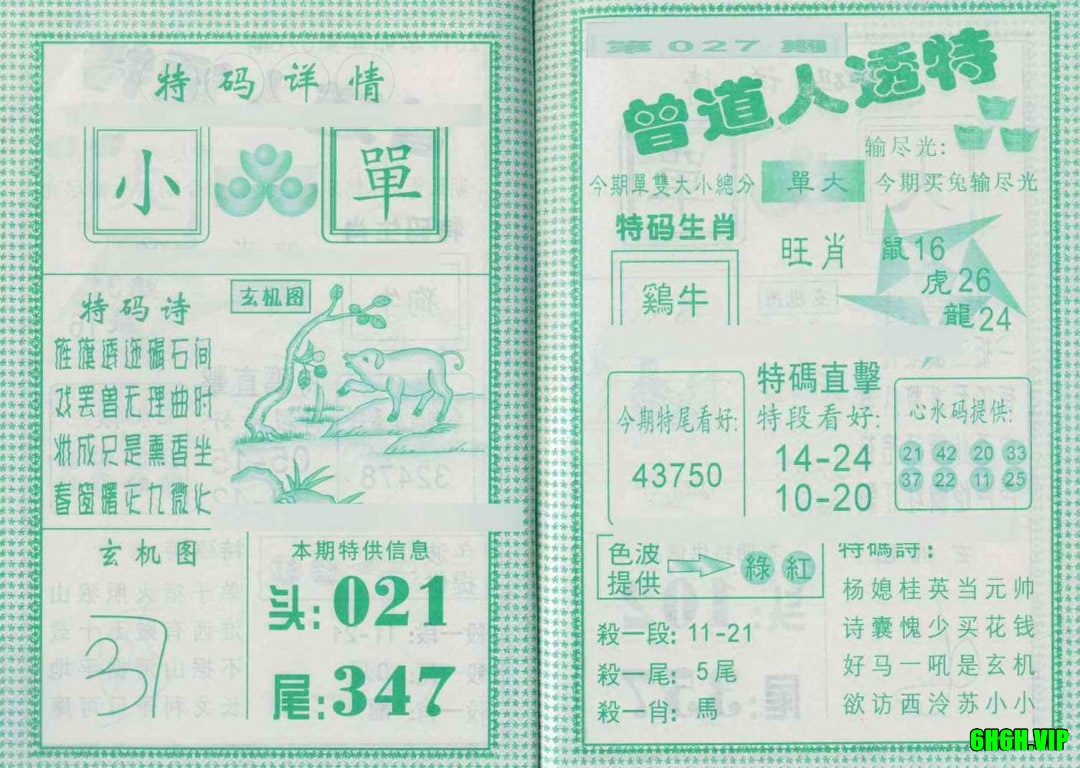 特码详情
小
單
特码诗
玄机图
玄机图
本期特供信息
头:021
尾:347
第027期
曾道人透特
输尽光:
今期單雙大小總分
單大
今期买兔输尽光
特码生肖
鷄牛
旺肖
鼠16
虎26
龍24
今期特尾看好:
43750
特碼直擊
特段看好:
14-24
10-20
心水码提供:
21 42 20 33
37 22 11 25
色波
提供
綠紅
殺一段: 11-21
殺一尾: 5尾
殺一肖: 馬
特碼詩:
杨媳桂英当元帅
诗囊愧少买花钱
好马一吼是玄机
欲访西泠苏小小
6H6H.VIP